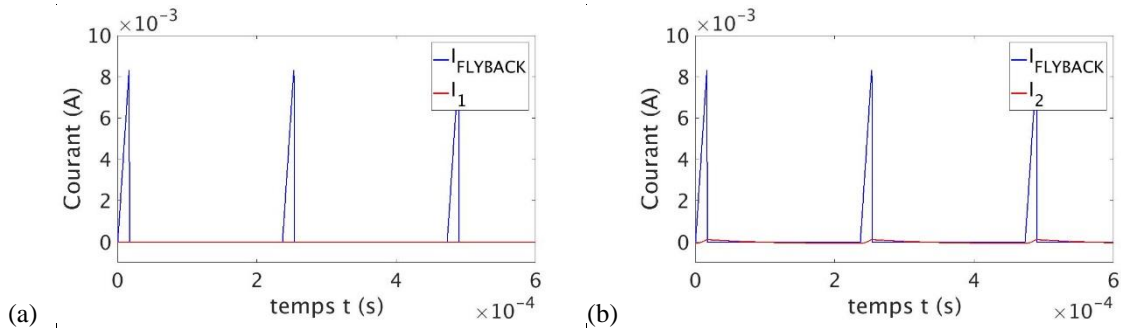 ×10⁻³
10
8
6
4
2
0
Courant (A)
I_FLYBACK
I_1
0 2 4 6
temps t (s)
×10⁻⁴
(a)
×10⁻³
10
8
6
4
2
0
Courant (A)
I_FLYBACK
I_2
0 2 4 6
temps t (s)
×10⁻⁴
(b)